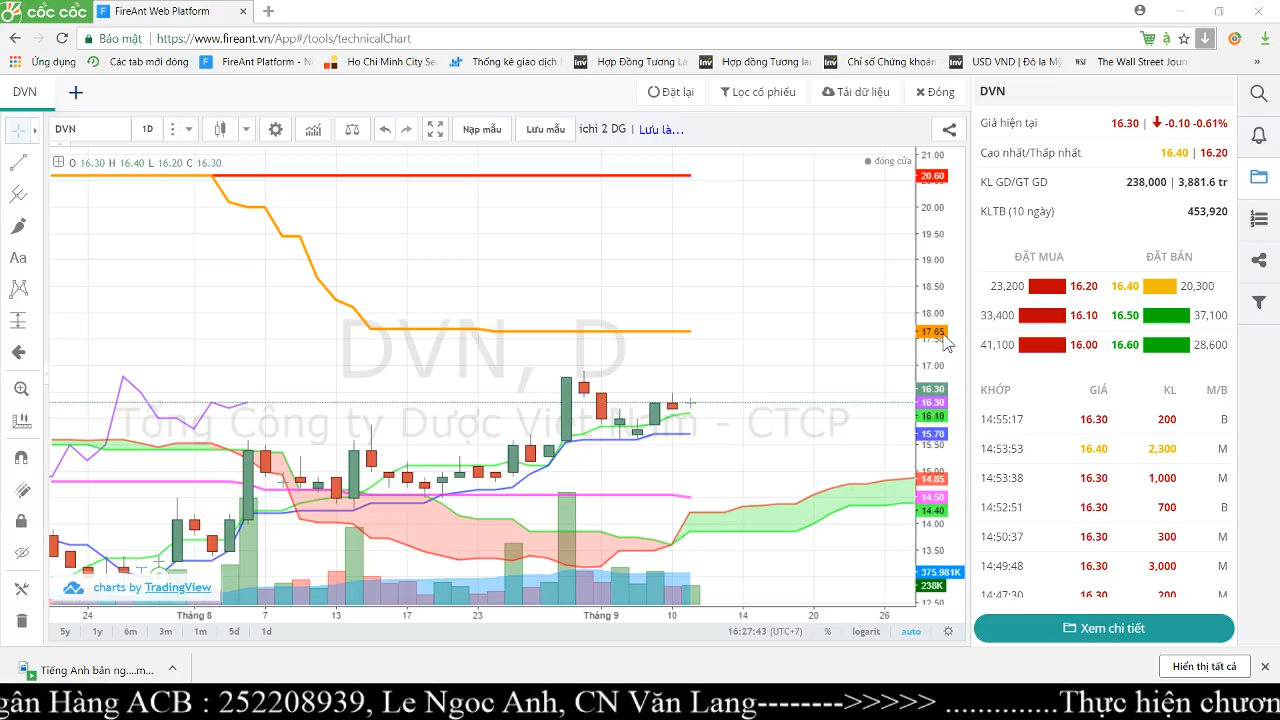 cốc cốc FireAnt Web Platform
Bảo mật https://www.fireant.vn/App#/tools/technicalChart
Ứng dụng Các tab mới đóng FireAnt Platform - N Ho Chi Minh City Se Thống kê giao dịch Hợp Đồng Tương La Hợp đồng Tương lai Chỉ số Chứng khoán USD VND | Đô la Mỹ The Wall Street Jour
DVN Đặt lại Lọc cổ phiếu Tải dữ liệu Đóng
DVN 1D Nạp mẫu Lưu mẫu ichi 2 DG Lưu là...
O 16.30 H 16.40 L 16.20 C 16.30
đóng cửa
21.00
20.60
20.00
19.50
19.00
18.50
18.00
17.65
17.00
16.30
16.30
16.10
15.70
15.50
15.00
14.85
14.50
14.40
14.00
13.50
375.981K
238K
12.50
DVN, D
Tổng Công ty Dược Việt Nam - CTCP
charts by TradingView
24 Tháng 8 7 13 17 23 Tháng 9 10 14 20 26
5y 1y 6m 3m 1m 5d 1d 16:27:43 (UTC+7) % logarit auto
DVN
Giá hiện tại 16.30 | -0.10 -0.61%
Cao nhất/Thấp nhất 16.40 | 16.20
KL GD/GT GD 238,000 | 3,881.6 tr
KLTB (10 ngày) 453,920
ĐẶT MUA ĐẶT BÁN
23,200 16.20 16.40 20,300
33,400 16.10 16.50 37,100
41,100 16.00 16.60 28,600
KHỚP GIÁ KL M/B
14:55:17 16.30 200 B
14:53:53 16.40 2,300 M
14:53:38 16.30 1,000 M
14:52:51 16.30 700 B
14:50:37 16.30 300 M
14:49:48 16.30 3,000 M
14:47:30 16.30 200 M
Xem chi tiết
Tiếng Anh bản ng....m... Hiển thị tất cả
gân Hàng ACB : 252208939, Le Ngoc Anh, CN Văn Lang-------->>>>> .............Thực hiện chươn